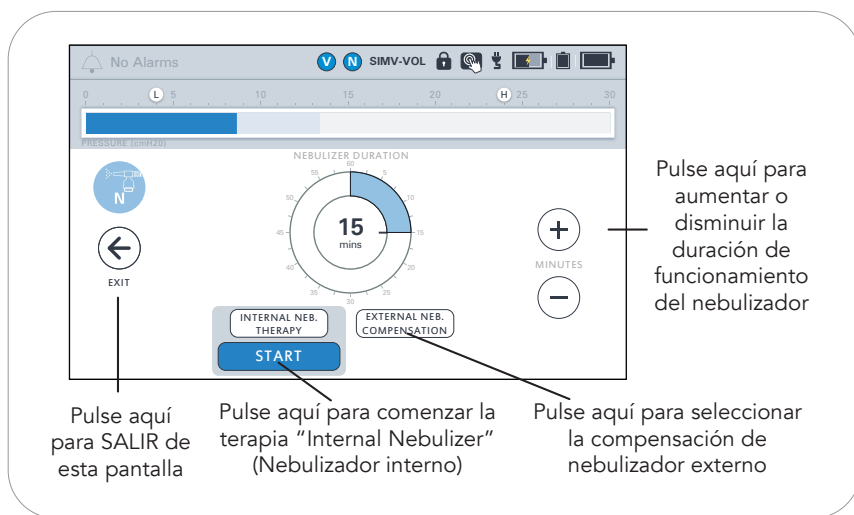 No Alarms
V N SIMV-VOL
0 L 5 10 15 20 H 25 30
PRESSURE (cmH20)
NEBULIZER DURATION
60
55 5
50 10
45 15
40 20
35 25
30
15
mins
N
EXIT
MINUTES
INTERNAL NEB.
THERAPY
START
EXTERNAL NEB.
COMPENSATION
Pulse aquí para
aumentar o
disminuir la
duración de
funcionamiento
del nebulizador
Pulse aquí
para SALIR de
esta pantalla
Pulse aquí para comenzar la
terapia “Internal Nebulizer”
(Nebulizador interno)
Pulse aquí para seleccionar
la compensación de
nebulizador externo